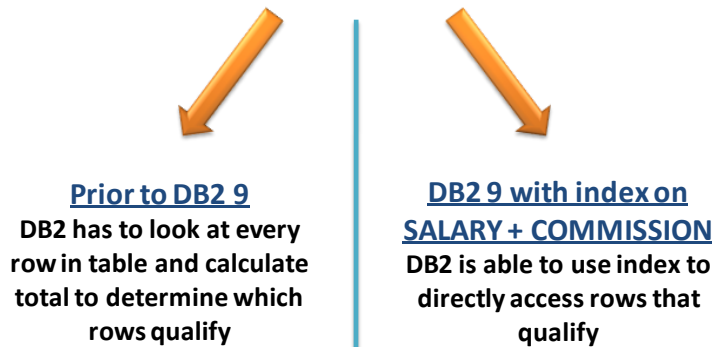 Prior to DB2 9
DB2 has to look at every
row in table and calculate
total to determine which
rows qualify
DB2 9 with index on
SALARY + COMMISSION
DB2 is able to use index to
directly access rows that
qualify